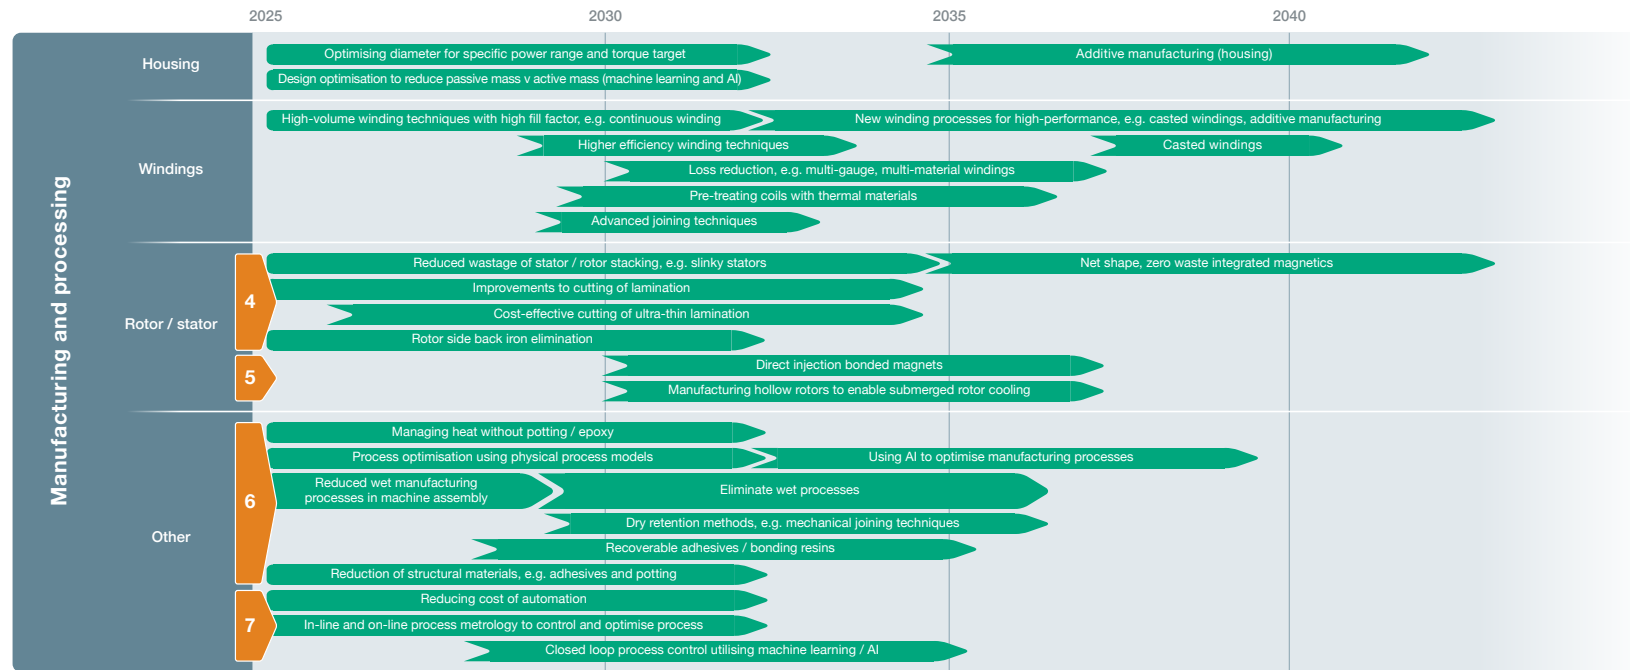 2025
2030
2035
2040
Manufacturing and processing
Housing
Optimising diameter for specific power range and torque target
Additive manufacturing (housing)
Design optimisation to reduce passive mass v active mass (machine learning and AI)
Windings
High-volume winding techniques with high fill factor, e.g. continuous winding
New winding processes for high-performance, e.g. casted windings, additive manufacturing
Higher efficiency winding techniques
Casted windings
Loss reduction, e.g. multi-gauge, multi-material windings
Pre-treating coils with thermal materials
Advanced joining techniques
Rotor / stator
4
Reduced wastage of stator / rotor stacking, e.g. slinky stators
Net shape, zero waste integrated magnetics
Improvements to cutting of lamination
Cost-effective cutting of ultra-thin lamination
Rotor side back iron elimination
5
Direct injection bonded magnets
Manufacturing hollow rotors to enable submerged rotor cooling
Other
6
Managing heat without potting / epoxy
Process optimisation using physical process models
Using AI to optimise manufacturing processes
Reduced wet manufacturing
processes in machine assembly
Eliminate wet processes
Dry retention methods, e.g. mechanical joining techniques
Recoverable adhesives / bonding resins
Reduction of structural materials, e.g. adhesives and potting
7
Reducing cost of automation
In-line and on-line process metrology to control and optimise process
Closed loop process control utilising machine learning / AI